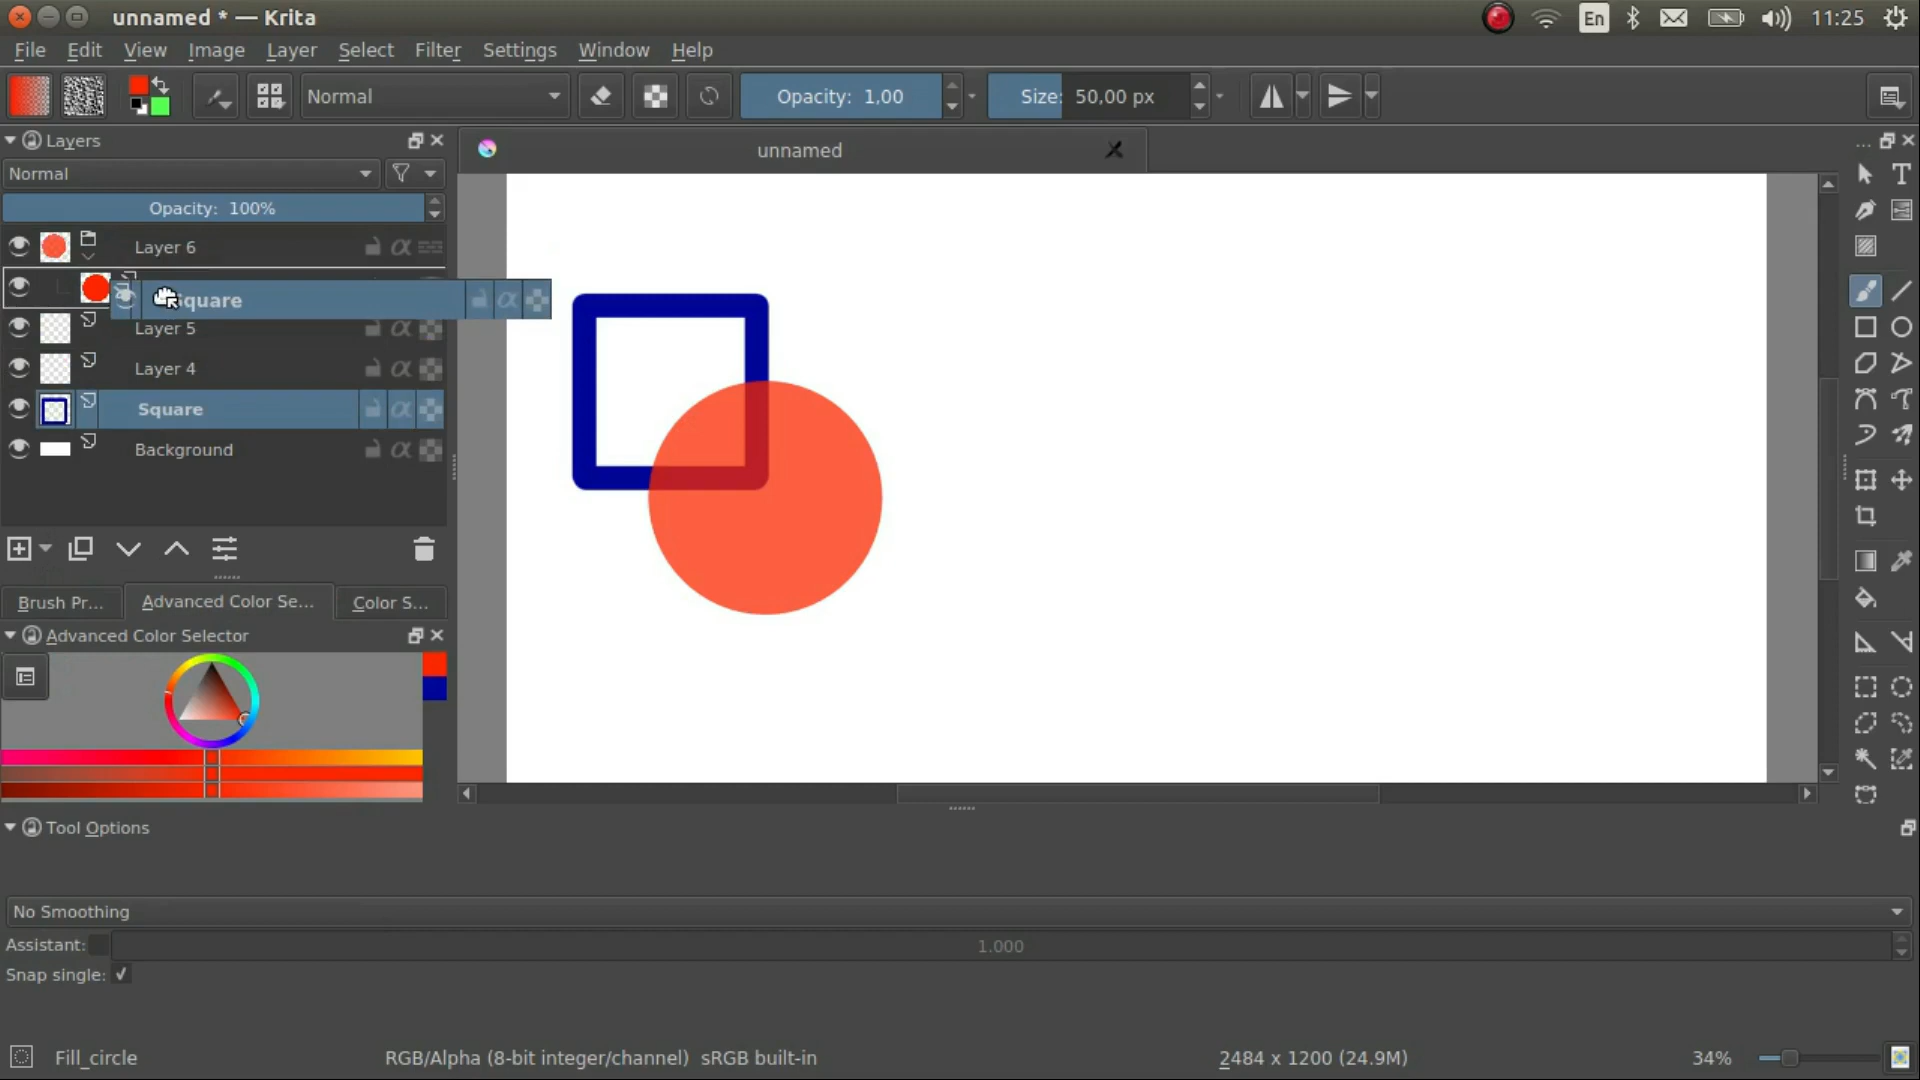 unnamed * — Krita
En
11:25
File Edit View Image Layer Select Filter Settings Window Help
Normal
Opacity: 1,00
Size: 50,00 px
Layers
unnamed
Normal
Opacity: 100%
Layer 6
Square
Layer 5
Layer 4
Square
Background
Brush Pr... Advanced Color Se... Color S...
Advanced Color Selector
Tool Options
No Smoothing
Assistant:
1.000
Snap single:
Fill_circle
RGB/Alpha (8-bit integer/channel) sRGB built-in
2484 x 1200 (24.9M)
34%